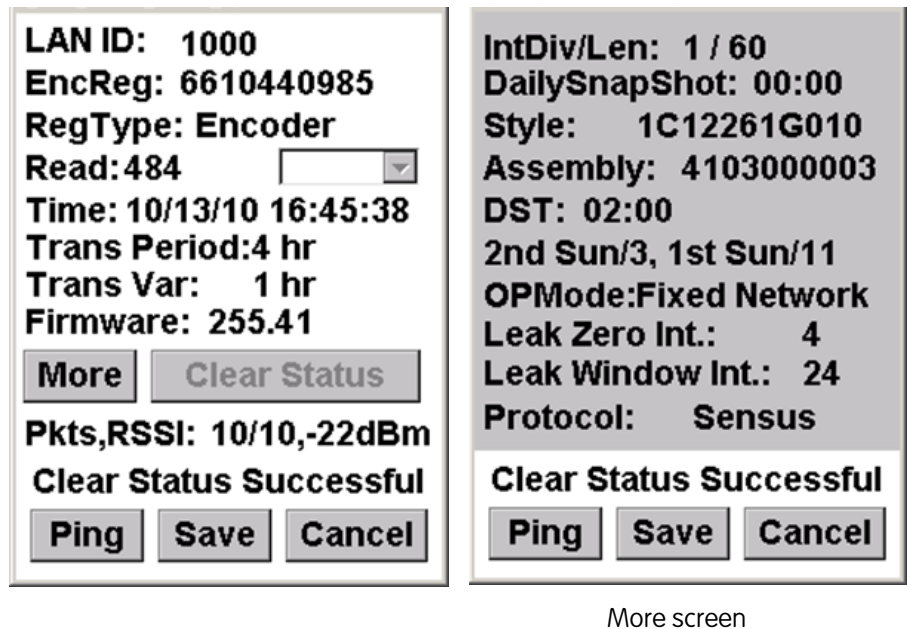 LAN ID: 1000
EncReg: 6610440985
RegType: Encoder
Read:484
Time: 10/13/10 16:45:38
Trans Period:4 hr
Trans Var: 1 hr
Firmware: 255.41
More Clear Status
Pkts,RSSI: 10/10,-22dBm
Clear Status Successful
Ping Save Cancel
IntDiv/Len: 1 / 60
DailySnapShot: 00:00
Style: 1C12261G010
Assembly: 4103000003
DST: 02:00
2nd Sun/3, 1st Sun/11
OPMode:Fixed Network
Leak Zero Int.: 4
Leak Window Int.: 24
Protocol: Sensus
Clear Status Successful
Ping Save Cancel
More screen